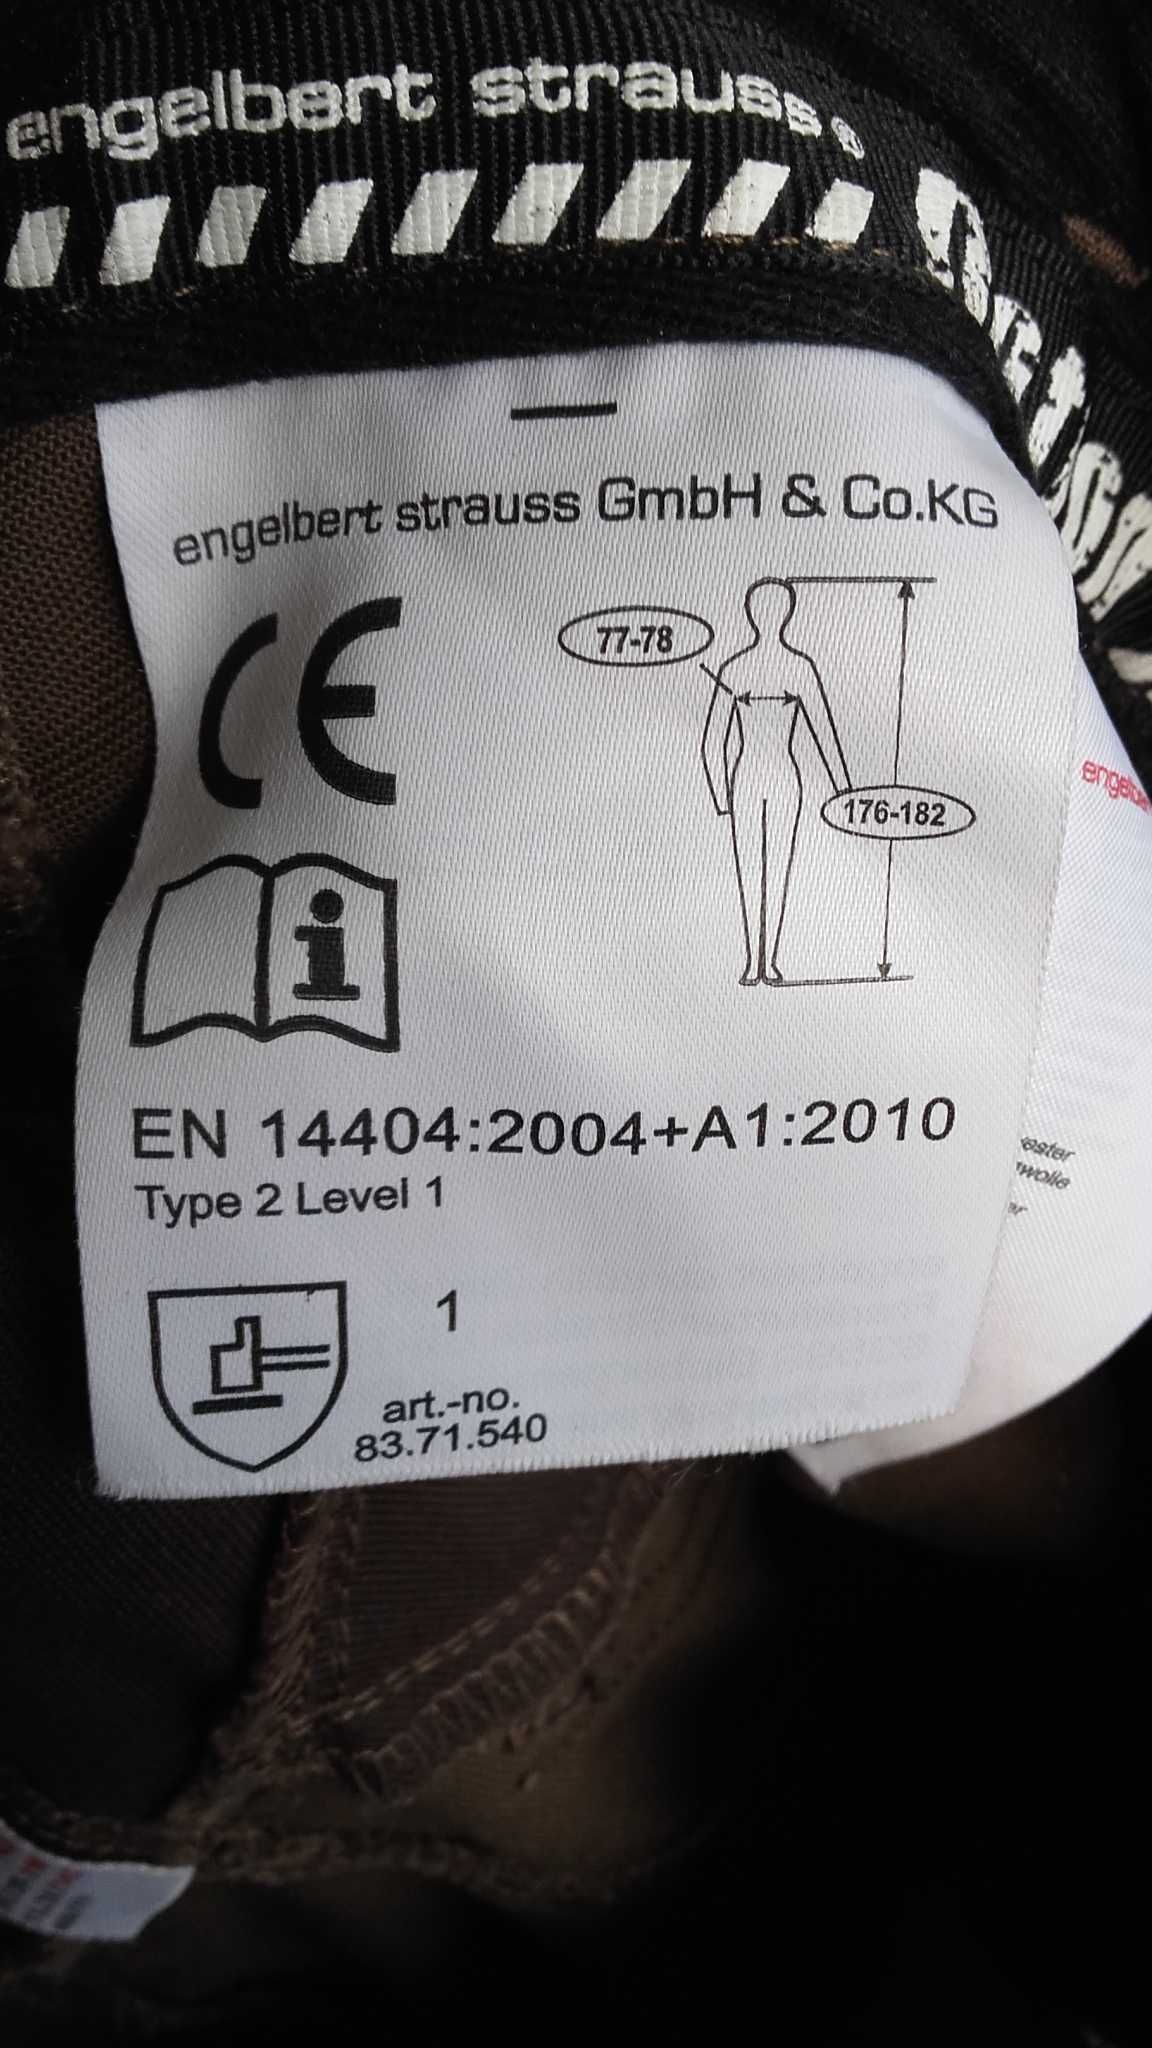 engelbert strauss®
engelbert strauss GmbH & Co.KG
CE
77-78
176-182
i
EN 14404:2004+A1:2010
Type 2 Level 1
1
art.-no.
83.71.540